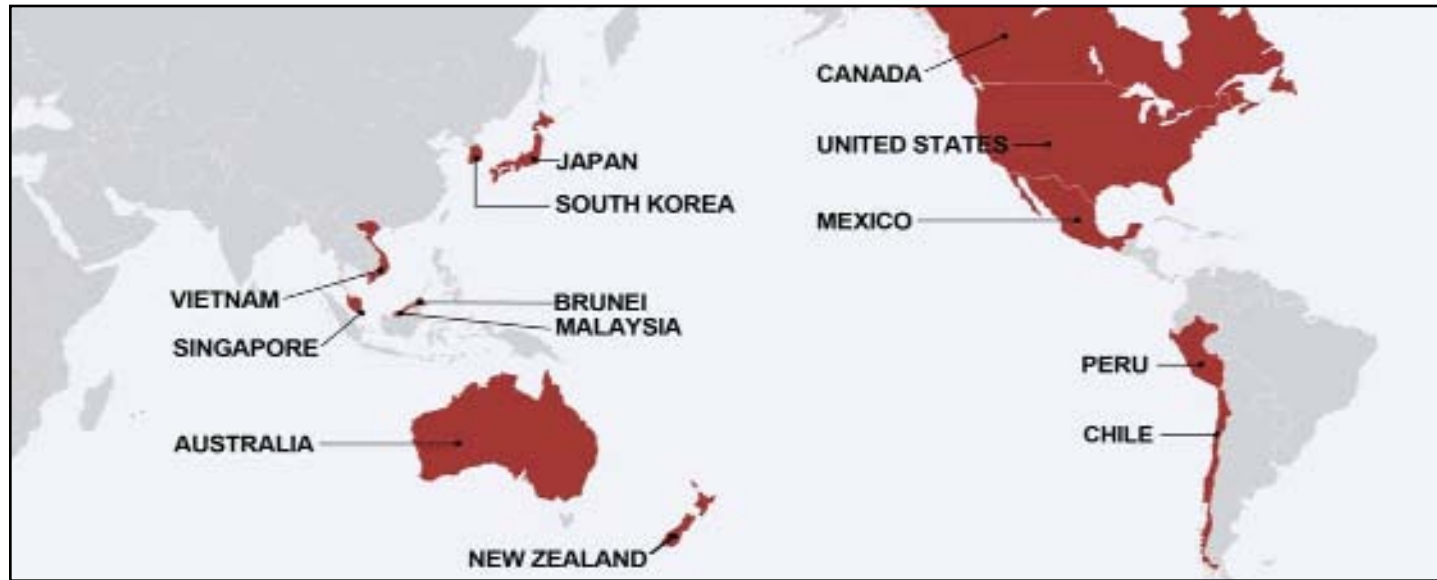 CANADA
UNITED STATES
JAPAN
SOUTH KOREA
MEXICO
VIETNAM
BRUNEI
MALAYSIA
SINGAPORE
PERU
AUSTRALIA
CHILE
NEW ZEALAND